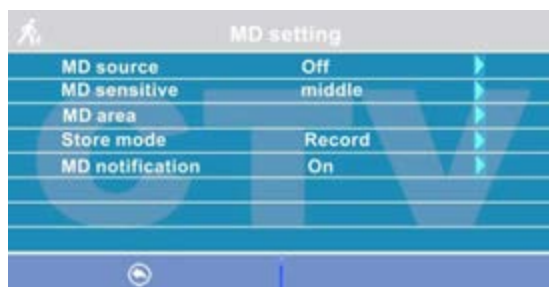 MD setting
MD source Off
MD sensitive middle
MD area
Store mode Record
MD notification On
CTV